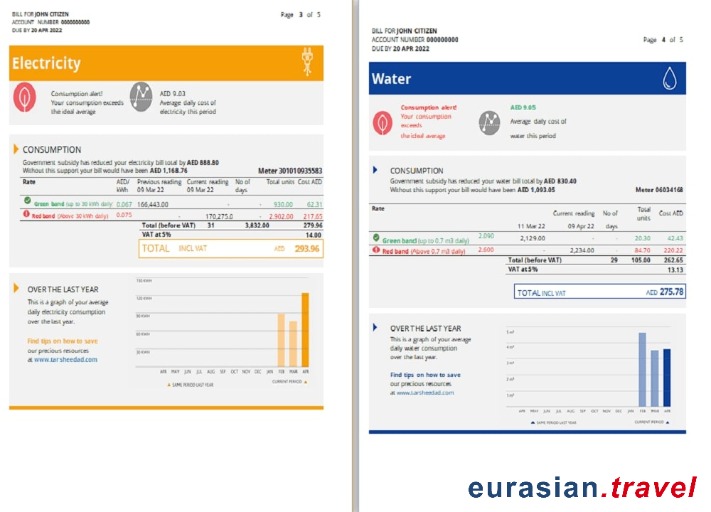 BILL FOR JOHN CITIZEN
Page 3 of 5
ACCOUNT NUMBER 000000000
DUE BY 20 APR 2022
Electricity
Consumption alert!
Your consumption exceeds
the ideal average
AED 9.03
Average daily cost of
electricity this period
CONSUMPTION
Government subsidy has reduced your electricity bill total by AED 888.80
Without this support your bill would have been AED 1,168.76
Meter 301010935583
Rate AED/ kWh Previous reading 09 Mar 22 Current reading 09 Mar 22 No of days Total units Cost AED
Green band (up to 30 kWh daily) 0.067 166,443.00 - - 930.00 62.31
Red band (Above 30 kWh daily) 0.075 170,275.0 - 2,902.00 217.65
Total (before VAT) 31 3,832.00 279.96
VAT at 5% 14.00
TOTAL INCL VAT AED 293.96
OVER THE LAST YEAR
This is a graph of your average
daily electricity consumption
over the last year.
Find tips on how to save
our precious resources
at www.tarsheedad.com
APR MAY JUN JUL AUG SEP OCT NOV DEC JAN FEB MAR APR
SAME PERIOD LAST YEAR
CURRENT PERIOD
BILL FOR JOHN CITIZEN
ACCOUNT NUMBER 000000000
Page 4 of 5
DUE BY 20 APR 2022
Water
Consumption alert!
Your consumption
exceeds
the ideal average
AED 9.05
Average daily cost of
water this period
CONSUMPTION
Government subsidy has reduced your water bill total by AED 830.40
Without this support your bill would have been AED 1,093.05
Meter 06034168
Rate Current reading No of days Total units Cost AED
11 Mar 22 09 Apr 22
Green band (up to 0.7 m3 daily) 2.090 2,129.00 - - 20.30 42.43
Red band (Above 0.7 m3 daily) 2.600 - 2,234.00 - 84.70 220.22
Total (before VAT) 29 105.00 262.65
VAT at 5% 13.13
TOTAL INCL VAT AED 275.78
OVER THE LAST YEAR
This is a graph of your average
daily water consumption
over the last year.
Find tips on how to save
our precious resources
at www.tarsheedad.com
APR MAY JUN JUL AUG SEP OCT NOV DEC JAN FEB MAR APR
SAME PERIOD LAST YEAR
CURRENT PERIOD
eurasian.travel